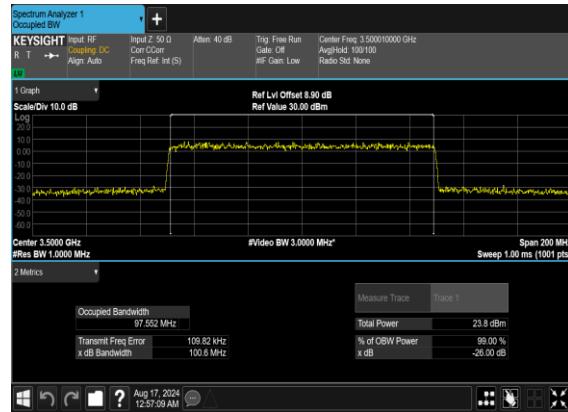 Spectrum Analyzer 1
Occupied BW
KEYSIGHT
R T
Input: RF
Coupling: DC
Align: Auto
Input Z: 50 Ω
Corr CCorr
Freq Ref: Int (S)
Atten: 40 dB
Trig: Free Run
Gate: Off
#IF Gain: Low
Center Freq: 3.500010000 GHz
Avg|Hold: 100/100
Radio Std: None
LXI
1 Graph
Scale/Div 10.0 dB
Ref Lvl Offset 8.90 dB
Ref Value 30.00 dBm
Log
20.0
10.0
0.00
-10.0
-20.0
-30.0
-40.0
-50.0
-60.0
Center 3.5000 GHz
#Res BW 1.0000 MHz
#Video BW 3.0000 MHz*
Span 200 MH
Sweep 1.00 ms (1001 pts
2 Metrics
Measure Trace Trace 1
Occupied Bandwidth
97.552 MHz
Total Power 23.8 dBm
Transmit Freq Error 109.82 kHz
% of OBW Power 99.00 %
x dB Bandwidth 100.6 MHz
x dB -26.00 dB
?
Aug 17, 2024
12:57:09 AM